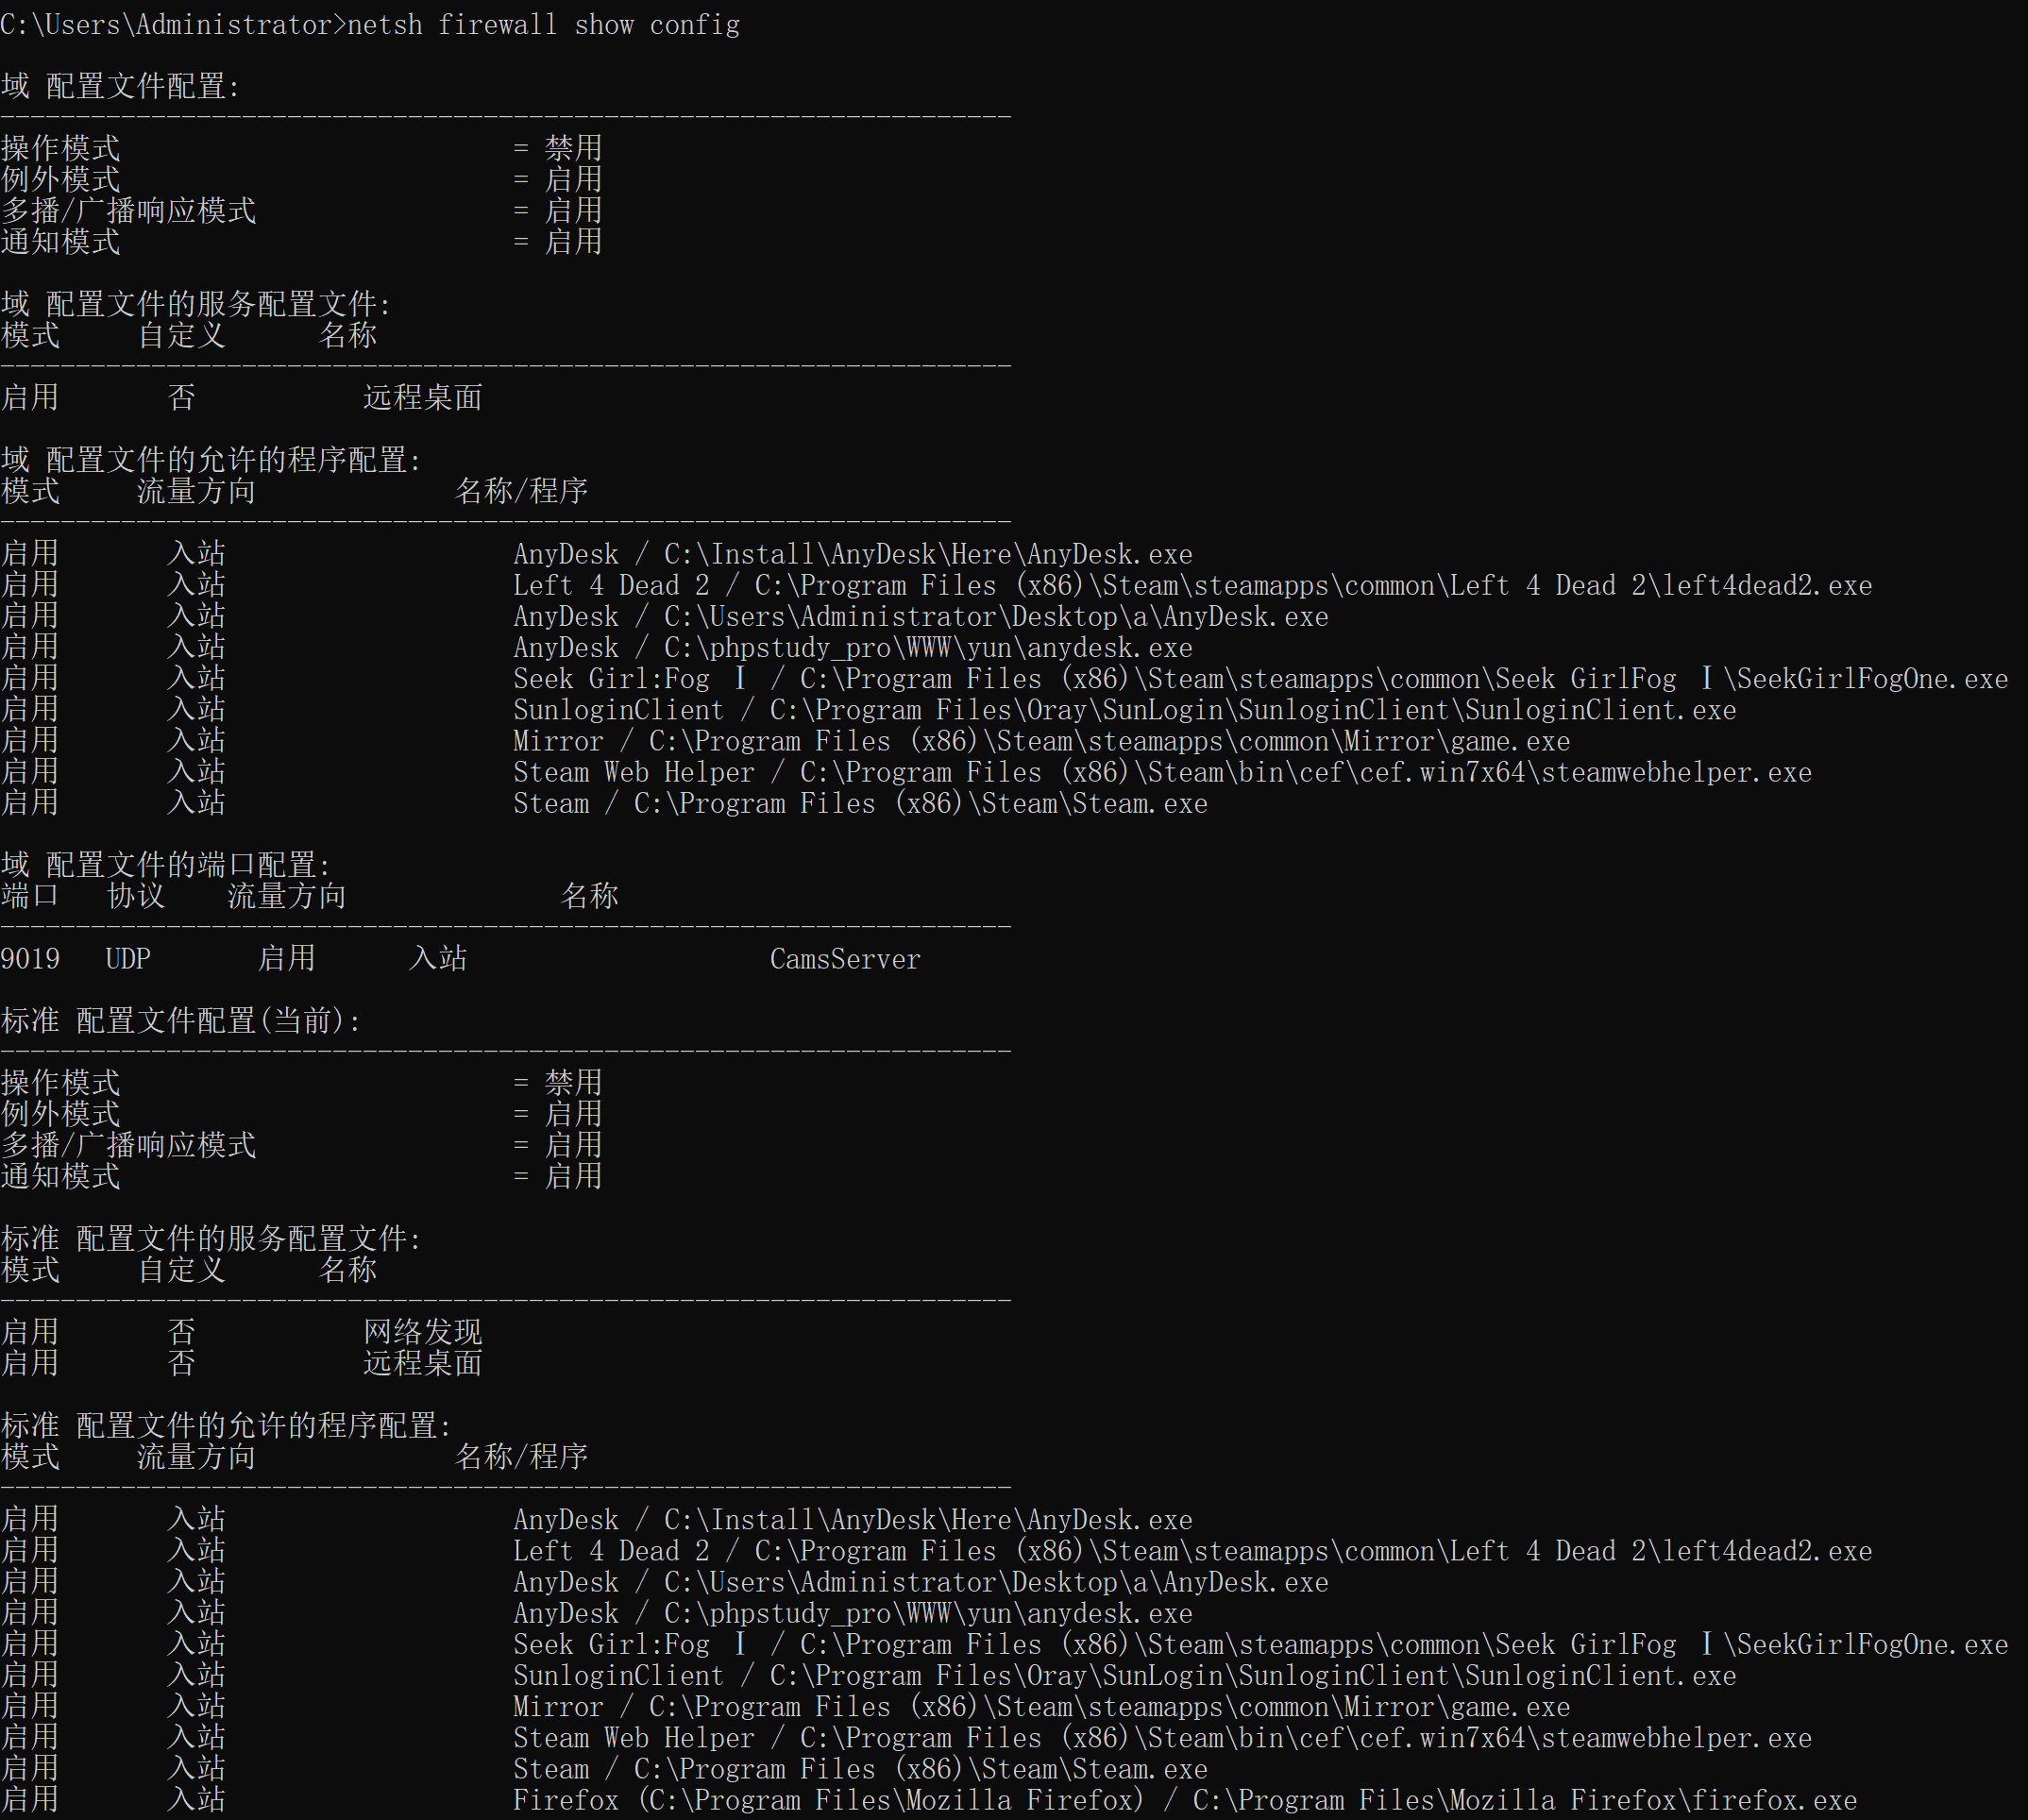 C:\Users\Administrator>netsh firewall show config
域 配置文件配置:
-------------------------------------------------------------------
操作模式 = 禁用
例外模式 = 启用
多播/广播响应模式 = 启用
通知模式 = 启用
域 配置文件的服务配置文件:
模式 自定义 名称
-------------------------------------------------------------------
启用 否 远程桌面
域 配置文件的允许的程序配置:
模式 流量方向 名称/程序
-------------------------------------------------------------------
启用 入站 AnyDesk / C:\Install\AnyDesk\Here\AnyDesk.exe
启用 入站 Left 4 Dead 2 / C:\Program Files (x86)\Steam\steamapps\common\Left 4 Dead 2\left4dead2.exe
启用 入站 AnyDesk / C:\Users\Administrator\Desktop\a\AnyDesk.exe
启用 入站 AnyDesk / C:\phpstudy_pro\WWW\yun\anydesk.exe
启用 入站 Seek Girl:Fog Ⅰ / C:\Program Files (x86)\Steam\steamapps\common\Seek GirlFog Ⅰ\SeekGirlFogOne.exe
启用 入站 SunloginClient / C:\Program Files\Oray\SunLogin\SunloginClient\SunloginClient.exe
启用 入站 Mirror / C:\Program Files (x86)\Steam\steamapps\common\Mirror\game.exe
启用 入站 Steam Web Helper / C:\Program Files (x86)\Steam\bin\cef\cef.win7x64\steamwebhelper.exe
启用 入站 Steam / C:\Program Files (x86)\Steam\Steam.exe
域 配置文件的端口配置:
端口 协议 流量方向 名称
-------------------------------------------------------------------
9019 UDP 启用 入站 CamsServer
标准 配置文件配置(当前):
-------------------------------------------------------------------
操作模式 = 禁用
例外模式 = 启用
多播/广播响应模式 = 启用
通知模式 = 启用
标准 配置文件的服务配置文件:
模式 自定义 名称
-------------------------------------------------------------------
启用 否 网络发现
启用 否 远程桌面
标准 配置文件的允许的程序配置:
模式 流量方向 名称/程序
-------------------------------------------------------------------
启用 入站 AnyDesk / C:\Install\AnyDesk\Here\AnyDesk.exe
启用 入站 Left 4 Dead 2 / C:\Program Files (x86)\Steam\steamapps\common\Left 4 Dead 2\left4dead2.exe
启用 入站 AnyDesk / C:\Users\Administrator\Desktop\a\AnyDesk.exe
启用 入站 AnyDesk / C:\phpstudy_pro\WWW\yun\anydesk.exe
启用 入站 Seek Girl:Fog Ⅰ / C:\Program Files (x86)\Steam\steamapps\common\Seek GirlFog Ⅰ\SeekGirlFogOne.exe
启用 入站 SunloginClient / C:\Program Files\Oray\SunLogin\SunloginClient\SunloginClient.exe
启用 入站 Mirror / C:\Program Files (x86)\Steam\steamapps\common\Mirror\game.exe
启用 入站 Steam Web Helper / C:\Program Files (x86)\Steam\bin\cef\cef.win7x64\steamwebhelper.exe
启用 入站 Steam / C:\Program Files (x86)\Steam\Steam.exe
启用 入站 Firefox (C:\Program Files\Mozilla Firefox) / C:\Program Files\Mozilla Firefox\firefox.exe